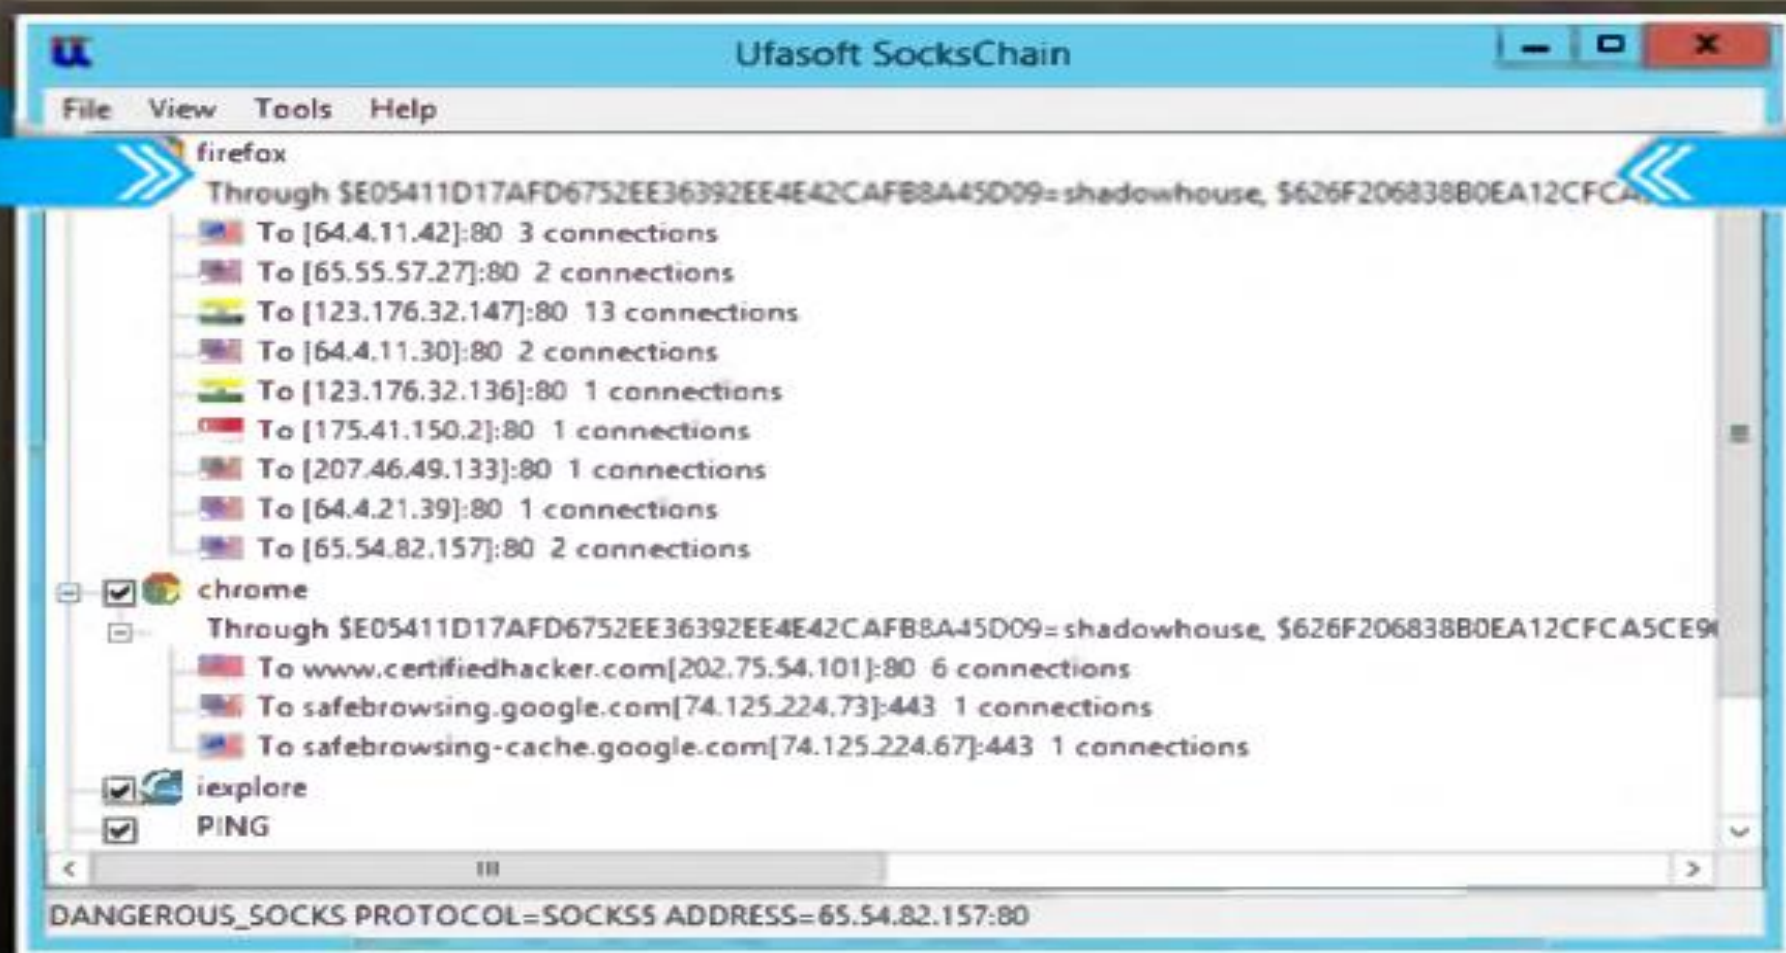 Ufasoft SocksChain
File View Tools Help
firefox
Through $E05411D17AFD6752EE36392EE4E42CAFB8A45D09=shadowhouse, $626F206838B0EA12CFCA
To [64.4.11.42]:80 3 connections
To [65.55.57.27]:80 2 connections
To [123.176.32.147]:80 13 connections
To [64.4.11.30]:80 2 connections
To [123.176.32.136]:80 1 connections
To [175.41.150.2]:80 1 connections
To [207.46.49.133]:80 1 connections
To [64.4.21.39]:80 1 connections
To [65.54.82.157]:80 2 connections
chrome
Through $E05411D17AFD6752EE36392EE4E42CAFB8A45D09=shadowhouse, $626F206838B0EA12CFCA5CE9
To www.certifiedhacker.com[202.75.54.101]:80 6 connections
To safebrowsing.google.com[74.125.224.73]:443 1 connections
To safebrowsing-cache.google.com[74.125.224.67]:443 1 connections
iexplore
PING
DANGEROUS_SOCKS PROTOCOL=SOCKS5 ADDRESS=65.54.82.157:80